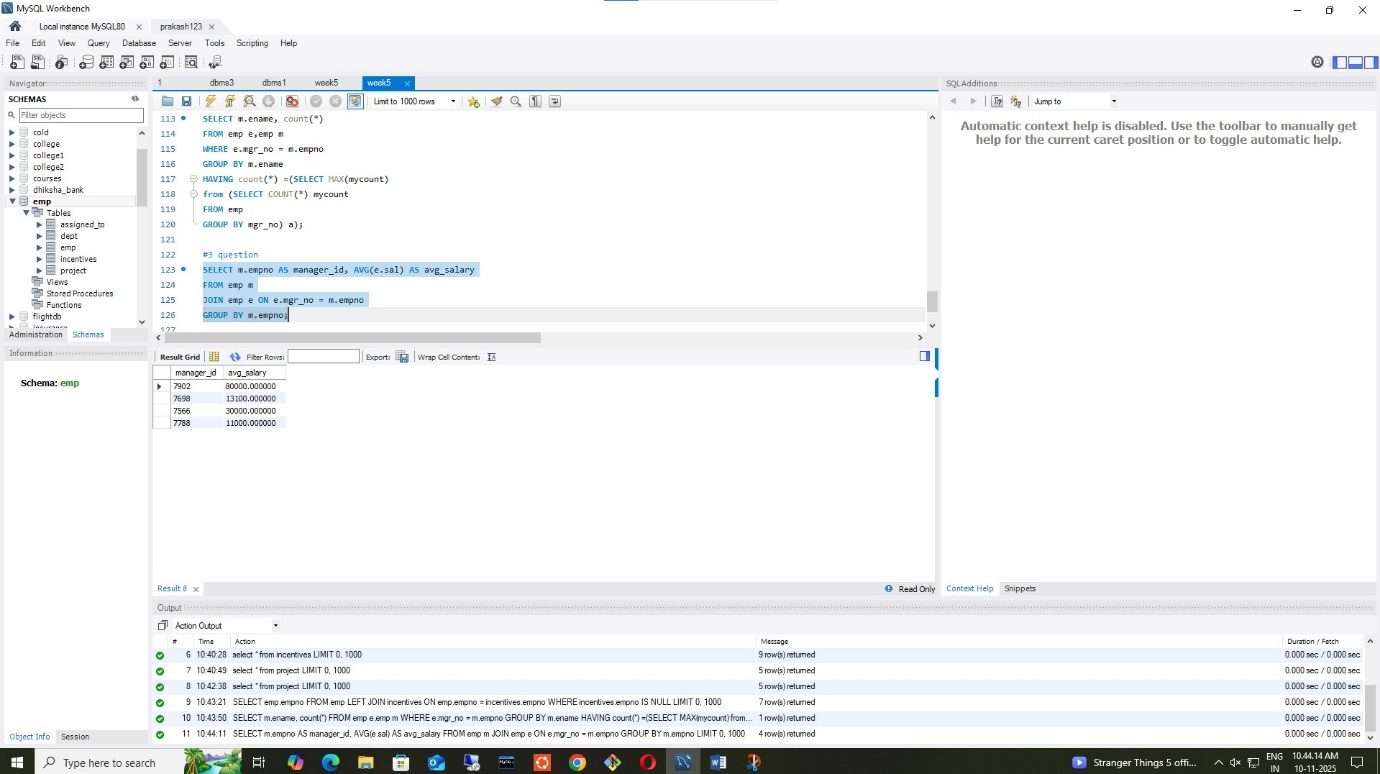 MySQL Workbench
Local instance MySQL80 × prakash123 ×
File Edit View Query Database Server Tools Scripting Help
Navigator
SCHEMAS
Filter objects
cold
college
college1
college2
courses
dhiksha_bank
emp
Tables
assigned_to
dept
emp
incentives
project
Views
Stored Procedures
Functions
flightdb
insurance
Administration Schemas
Information
Schema: emp
Object Info Session
1 dbms3 dbms1 week5 week5 ×
Limit to 1000 rows
113 SELECT m.ename, count(*)
114 FROM emp e,emp m
115 WHERE e.mgr_no = m.empno
116 GROUP BY m.ename
117 HAVING count(*) =(SELECT MAX(mycount)
118 from (SELECT COUNT(*) mycount
119 FROM emp
120 GROUP BY mgr_no) a);
121
122 #3 question
123 SELECT m.empno AS manager_id, AVG(e.sal) AS avg_salary
124 FROM emp m
125 JOIN emp e ON e.mgr_no = m.empno
126 GROUP BY m.empno;
127
Result Grid Filter Rows: Export: Wrap Cell Content:
manager_id avg_salary
7902 80000.000000
7698 13100.000000
7566 30000.000000
7788 11000.000000
Result 8 × Read Only
SQLAdditions
Jump to
Automatic context help is disabled. Use the toolbar to manually get
help for the current caret position or to toggle automatic help.
Context Help Snippets
Output
Action Output
# Time Action Message Duration / Fetch
6 10:40:28 select * from incentives LIMIT 0, 1000 9 row(s) returned 0.000 sec / 0.000 sec
7 10:40:49 select * from project LIMIT 0, 1000 5 row(s) returned 0.000 sec / 0.000 sec
8 10:42:38 select * from project LIMIT 0, 1000 5 row(s) returned 0.000 sec / 0.000 sec
9 10:43:21 SELECT emp.empno FROM emp LEFT JOIN incentives ON emp.empno = incentives.empno WHERE incentives.empno IS NULL LIMIT 0, 1000 7 row(s) returned 0.000 sec / 0.000 sec
10 10:43:50 SELECT m.ename, count(*) FROM emp e,emp m WHERE e.mgr_no = m.empno GROUP BY m.ename HAVING count(*) =(SELECT MAX(mycount) from... 1 row(s) returned 0.000 sec / 0.000 sec
11 10:44:11 SELECT m.empno AS manager_id, AVG(e.sal) AS avg_salary FROM emp m JOIN emp e ON e.mgr_no = m.empno GROUP BY m.empno LIMIT 0, 1000 4 row(s) returned 0.000 sec / 0.000 sec
Type here to search
Stranger Things 5 offi...
ENG
IN
10.44.14 AM
10-11-2025